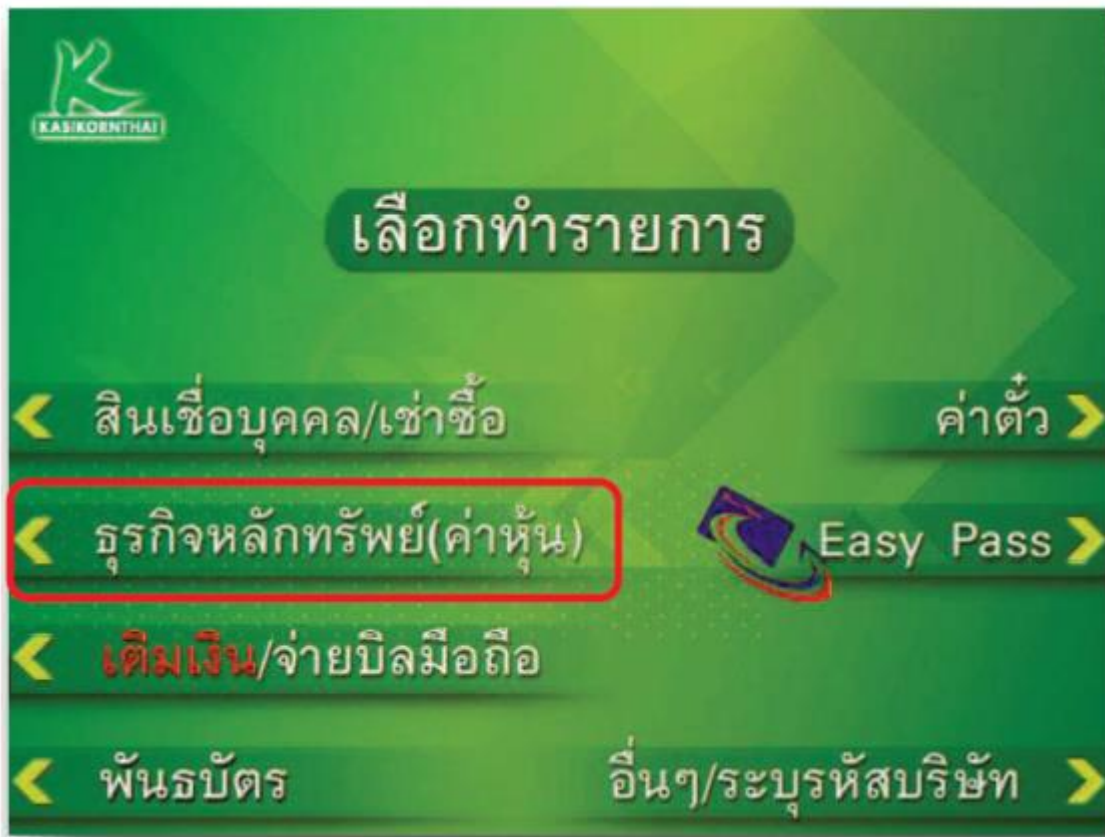 KASIKORNTHAI
เลือกทำรายการ
สินเชื่อบุคคล/เช่าซื้อ
ค่าตั๋ว
ธุรกิจหลักทรัพย์(ค่าหุ้น)
Easy Pass
เติมเงิน/จ่ายบิลมือถือ
พันธบัตร
อื่นๆ/ระบุรหัสบริษัท